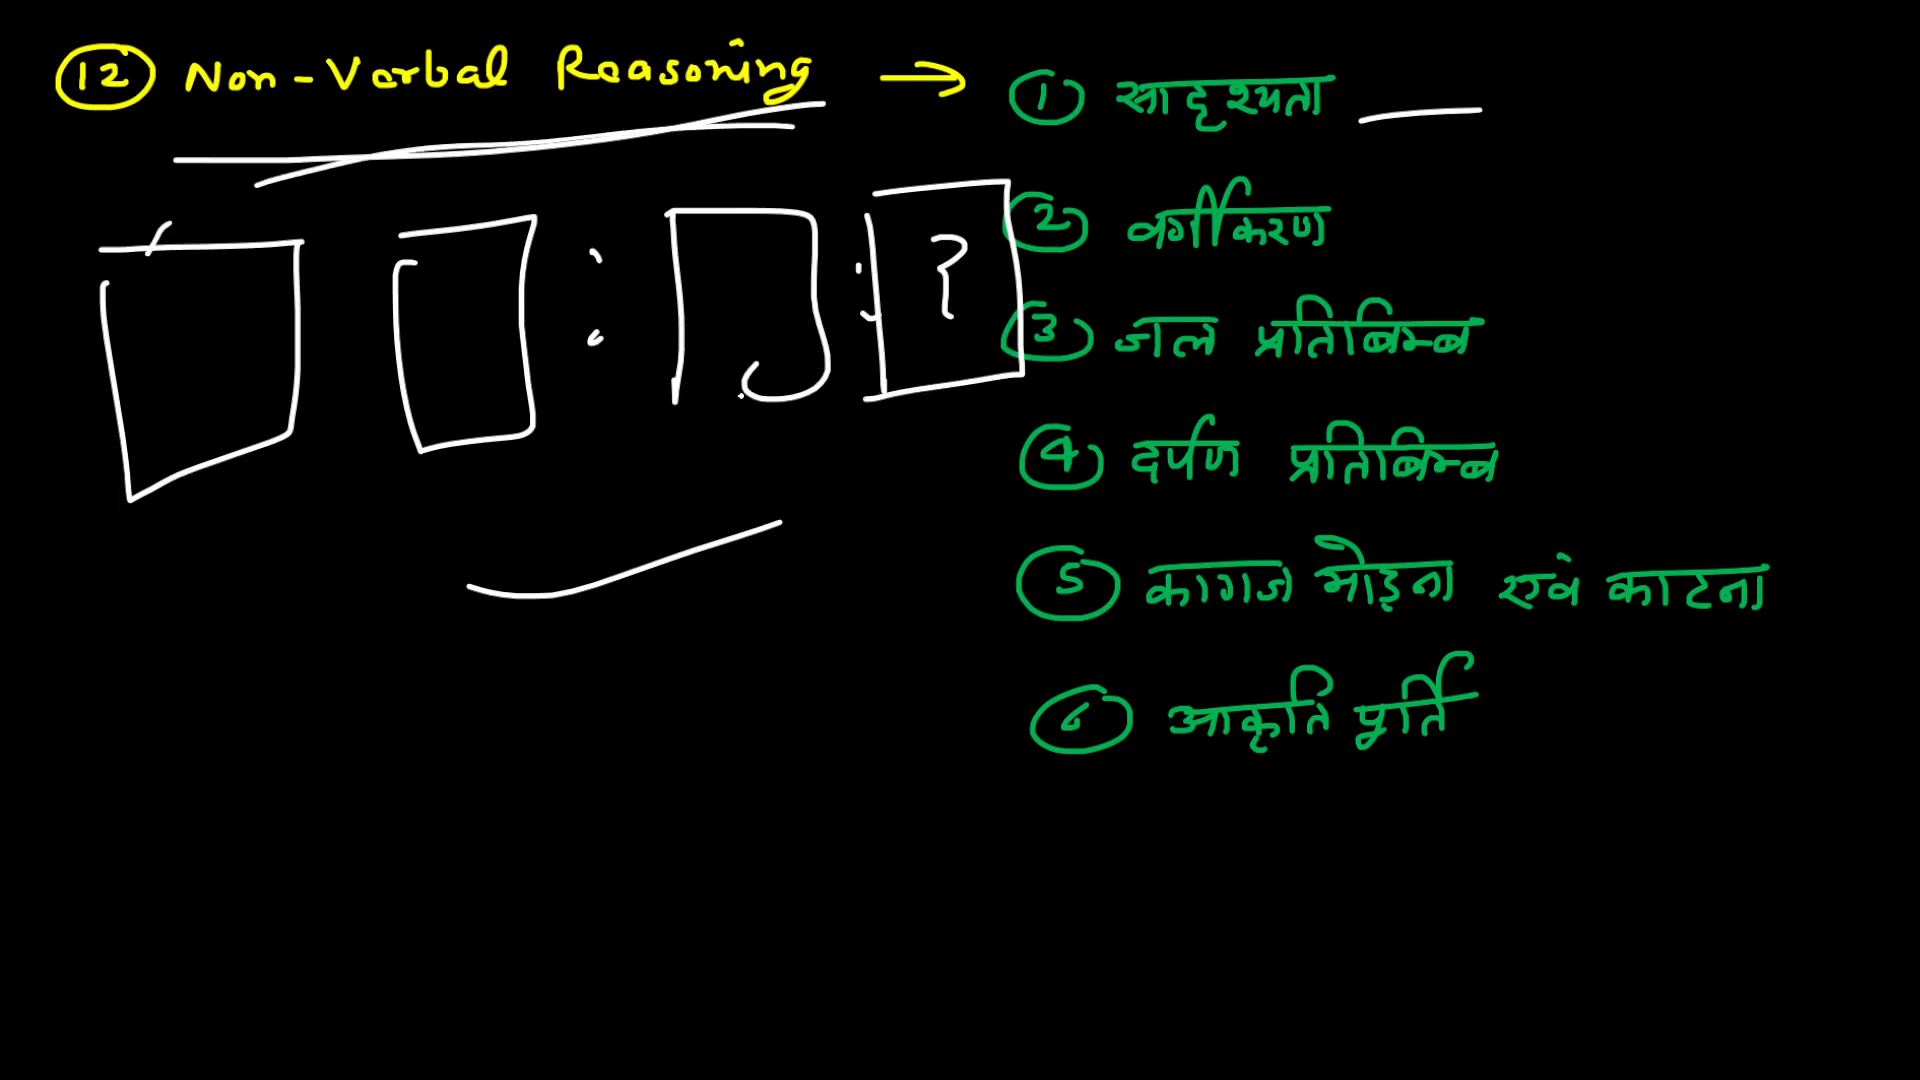 12 Non-Verbal Reasoning →
1 सादृश्यता
2 वर्गीकरण
?
3 जल प्रतिबिम्ब
4 दर्पण प्रतिबिम्ब
5 कागज मोड़ना एवं काटना
6 आकृति पूर्ति